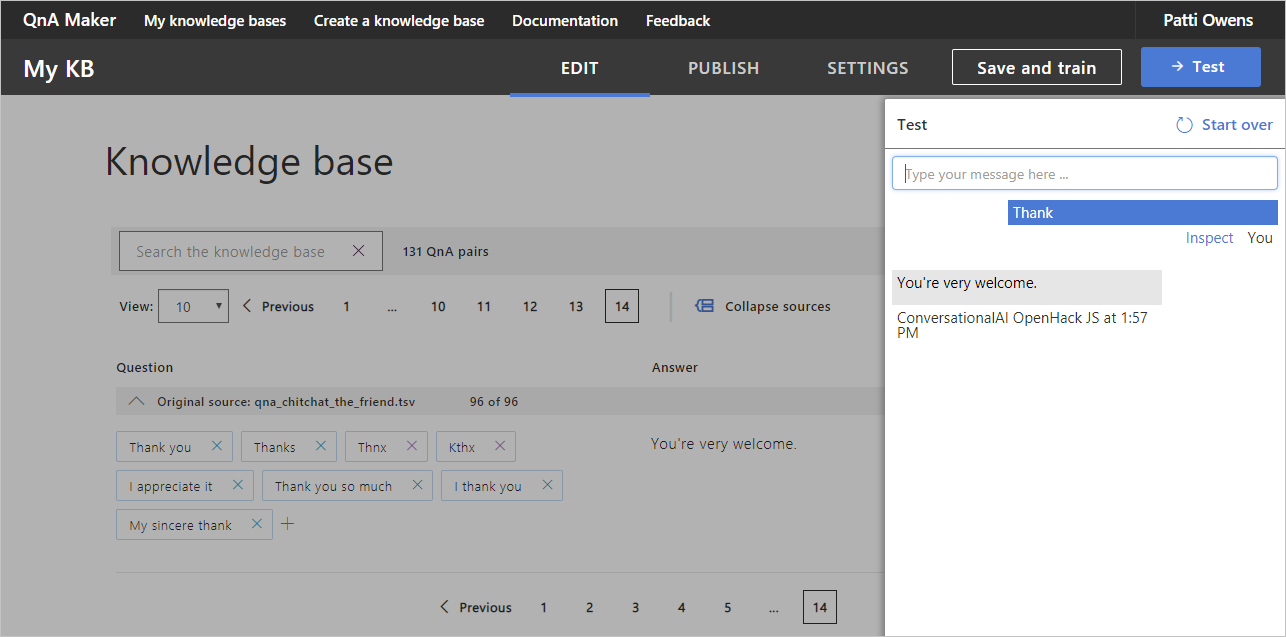 QnA Maker My knowledge bases Create a knowledge base Documentation Feedback Patti Owens
My KB EDIT PUBLISH SETTINGS Save and train Test
Knowledge base
Search the knowledge base 131 QnA pairs
View: 10 Previous 1 ... 10 11 12 13 14 Collapse sources
Question Answer
Original source: qna_chitchat_the_friend.tsv 96 of 96
Thank you Thanks Thnx Kthx You're very welcome.
I appreciate it Thank you so much I thank you
My sincere thank
Previous 1 2 3 4 5 ... 14
Test Start over
Type your message here ...
Thank
Inspect You
You're very welcome.
ConversationalAI OpenHack JS at 1:57
PM